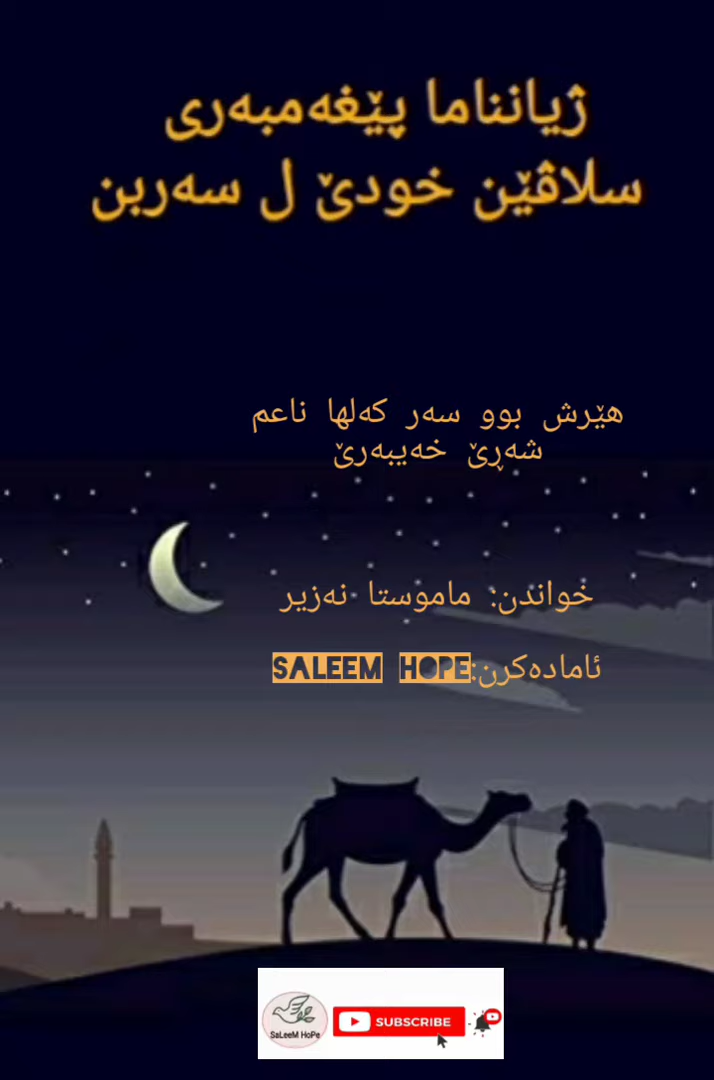 ژیانناما پێغەمبەری
سلاڤێن خودێ ل سەربن
هێرش بوو سەر کەلها ناعم
شەڕێ خەیبەرێ
خواندن: ماموستا نەزیر
ئامادەکرن:SALEEM HOPE
SaLeeM HoPe
SUBSCRIBE